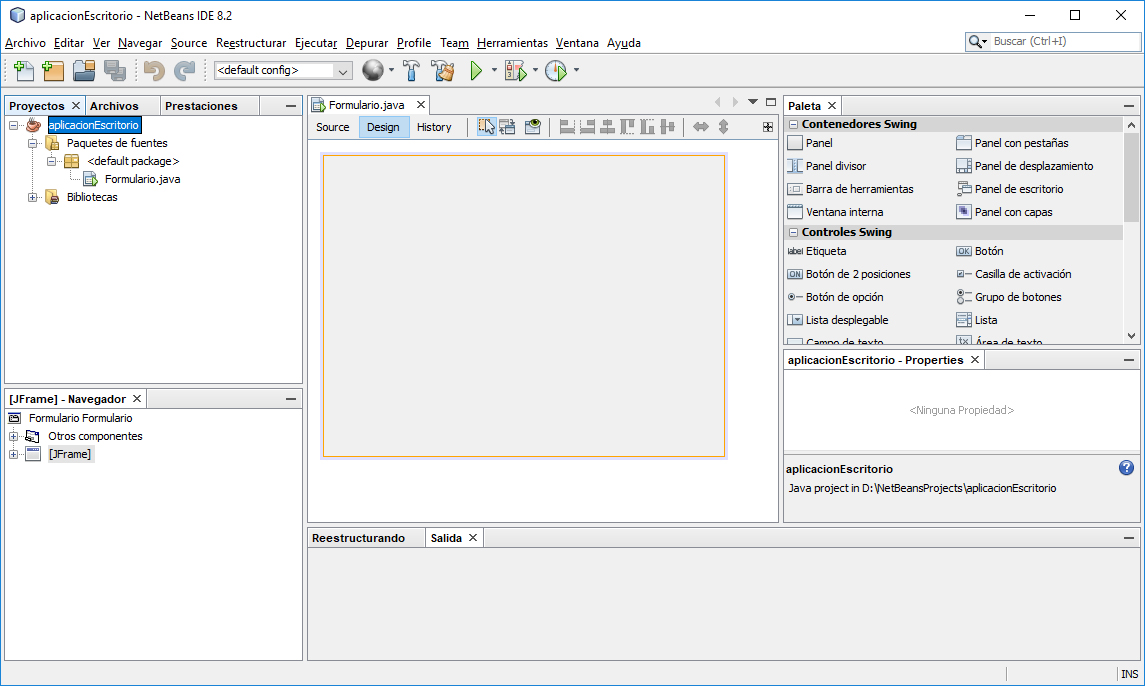 aplicacionEscritorio - NetBeans IDE 8.2
Archivo Editar Ver Navegar Source Reestructurar Ejecutar Depurar Profile Team Herramientas Ventana Ayuda
Buscar (Ctrl+I)
<default config>
Proyectos Archivos Prestaciones
aplicacionEscritorio
Paquetes de fuentes
<default package>
Formulario.java
Bibliotecas
[JFrame] - Navegador
Formulario Formulario
Otros componentes
[JFrame]
Formulario.java
Source Design History
Paleta
Contenedores Swing
Panel Panel con pestañas
Panel divisor Panel de desplazamiento
Barra de herramientas Panel de escritorio
Ventana interna Panel con capas
Controles Swing
label Etiqueta OK Botón
ON Botón de 2 posiciones Casilla de activación
Botón de opción Grupo de botones
Lista desplegable Lista
Campo de texto Área de texto
aplicacionEscritorio - Properties
<Ninguna Propiedad>
aplicacionEscritorio
Java project in D:\NetBeansProjects\aplicacionEscritorio
Reestructurando Salida
INS